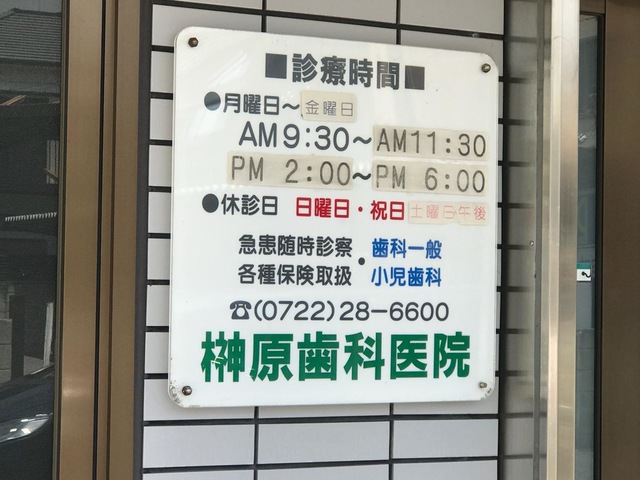 ■診療時間■
●月曜日〜金曜日
AM9:30〜AM11:30
PM 2:00〜PM 6:00
●休診日 日曜日・祝日 土曜日午後
急患随時診察・歯科一般
各種保険取扱 小児歯科
☎(0722)28-6600
榊原歯科医院